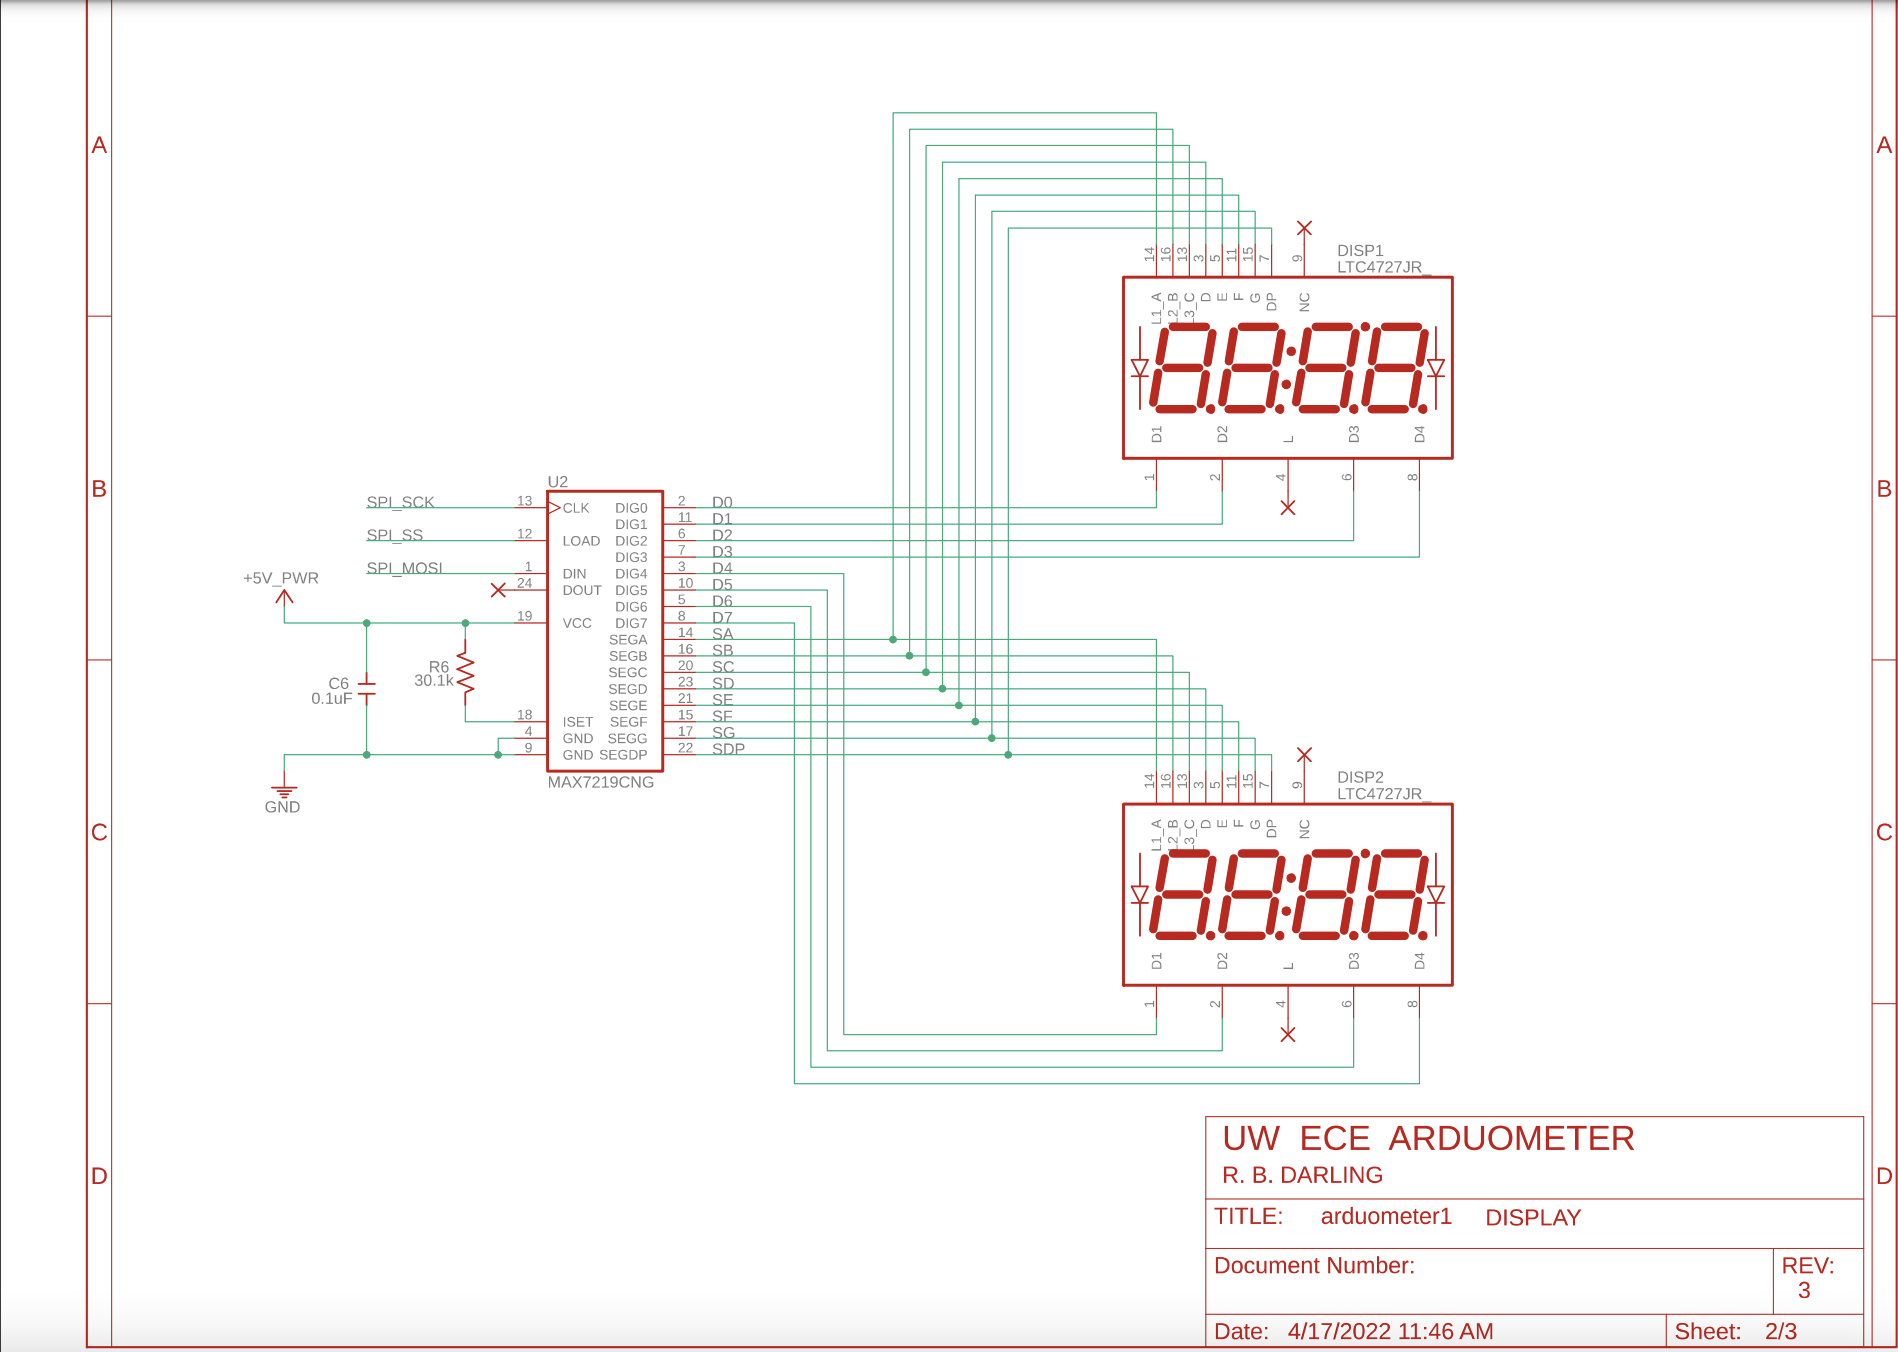 A
A
B
B
C
C
D
D
DISP1
LTC4727JR_
14 16 13 3 5 11 15 7 9
L1_A L2_B L3_C D E F G DP NC
D1 D2 L D3 D4
1 2 4 6 8
U2
SPI_SCK 13 CLK DIG0 2 D0
DIG1 11 D1
SPI_SS 12 LOAD DIG2 6 D2
DIG3 7 D3
SPI_MOSI 1 DIN DIG4 3 D4
24 DOUT DIG5 10 D5
DIG6 5 D6
+5V_PWR
19 VCC DIG7 8 D7
SEGA 14 SA
SEGB 16 SB
SEGC 20 SC
SEGD 23 SD
SEGE 21 SE
18 ISET SEGF 15 SF
4 GND SEGG 17 SG
9 GND SEGDP 22 SDP
MAX7219CNG
R6
30.1k
C6
0.1uF
GND
DISP2
LTC4727JR_
14 16 13 3 5 11 15 7 9
L1_A L2_B L3_C D E F G DP NC
D1 D2 L D3 D4
1 2 4 6 8
UW ECE ARDUOMETER
R. B. DARLING
TITLE: arduometer1 DISPLAY
Document Number:
REV:
3
Date: 4/17/2022 11:46 AM
Sheet: 2/3